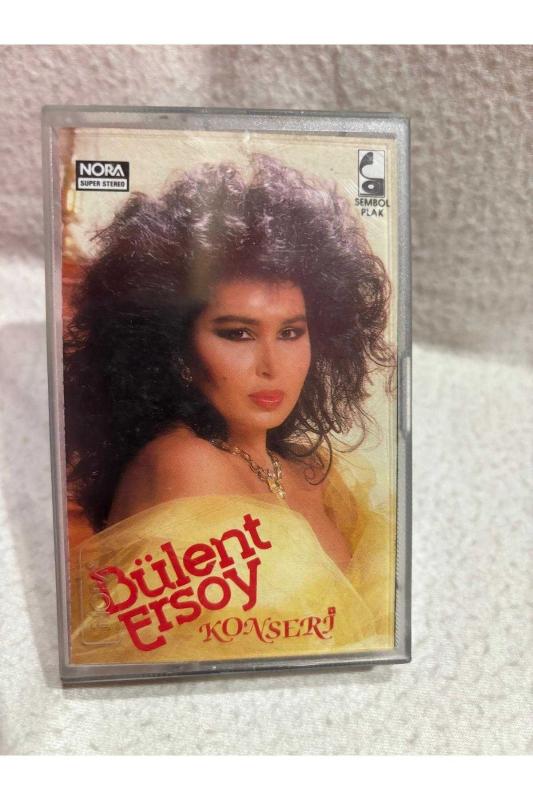 NORA
SUPER STEREO
SEMBOL
PLAK
Bülent
Ersoy
KONSERİ